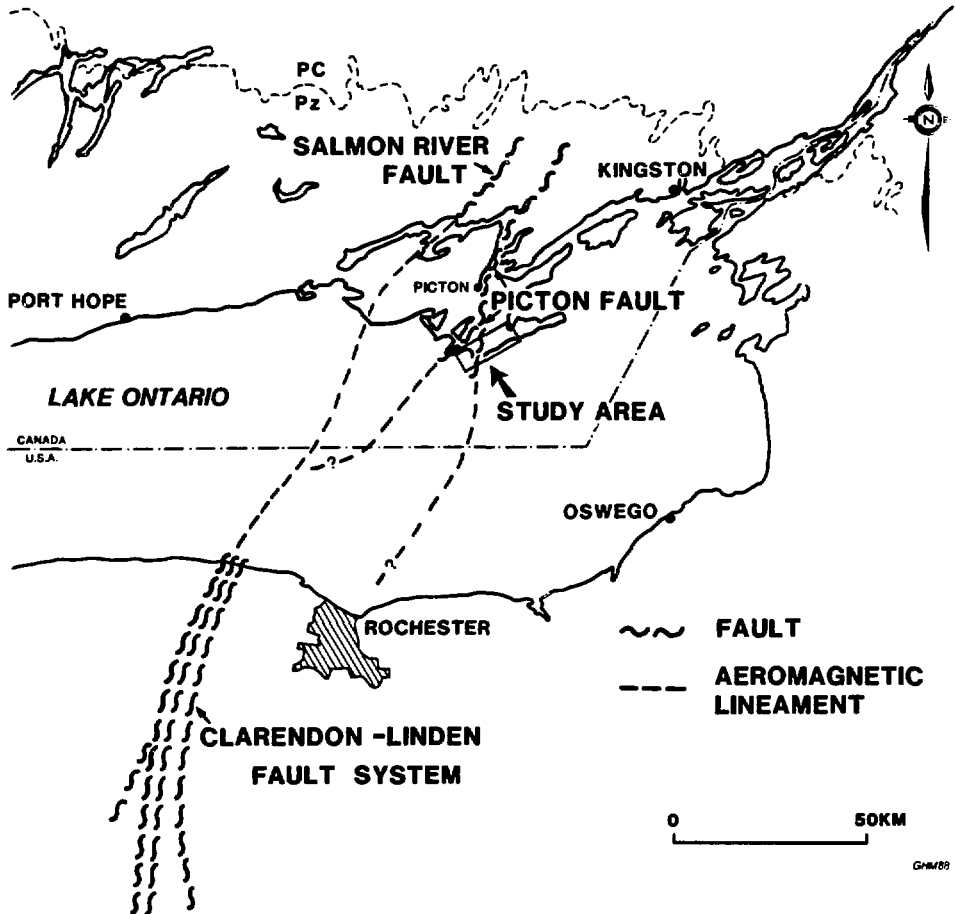 PC
Pz
SALMON RIVER
FAULT
KINGSTON
N
E
PICTON
PICTON FAULT
PORT HOPE
LAKE ONTARIO
STUDY AREA
CANADA
U.S.A.
?
OSWEGO
?
ROCHESTER
FAULT
AEROMAGNETIC
LINEAMENT
CLARENDON -LINDEN
FAULT SYSTEM
0
50KM
GHM88